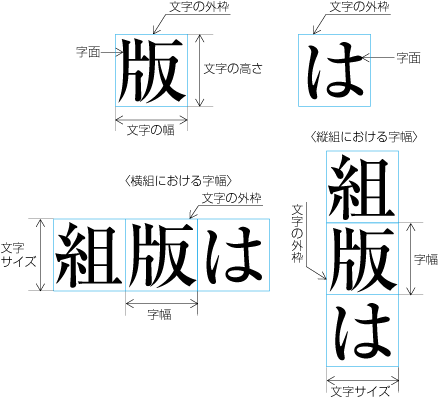 文字の外枠
字面
版
文字の高さ
文字の幅
文字の外枠
字面
は
〈横組における字幅〉
文字の外枠
文字
サイズ
組版は
字幅
〈縦組における字幅〉
文字の外枠
組版は
字幅
文字サイズ